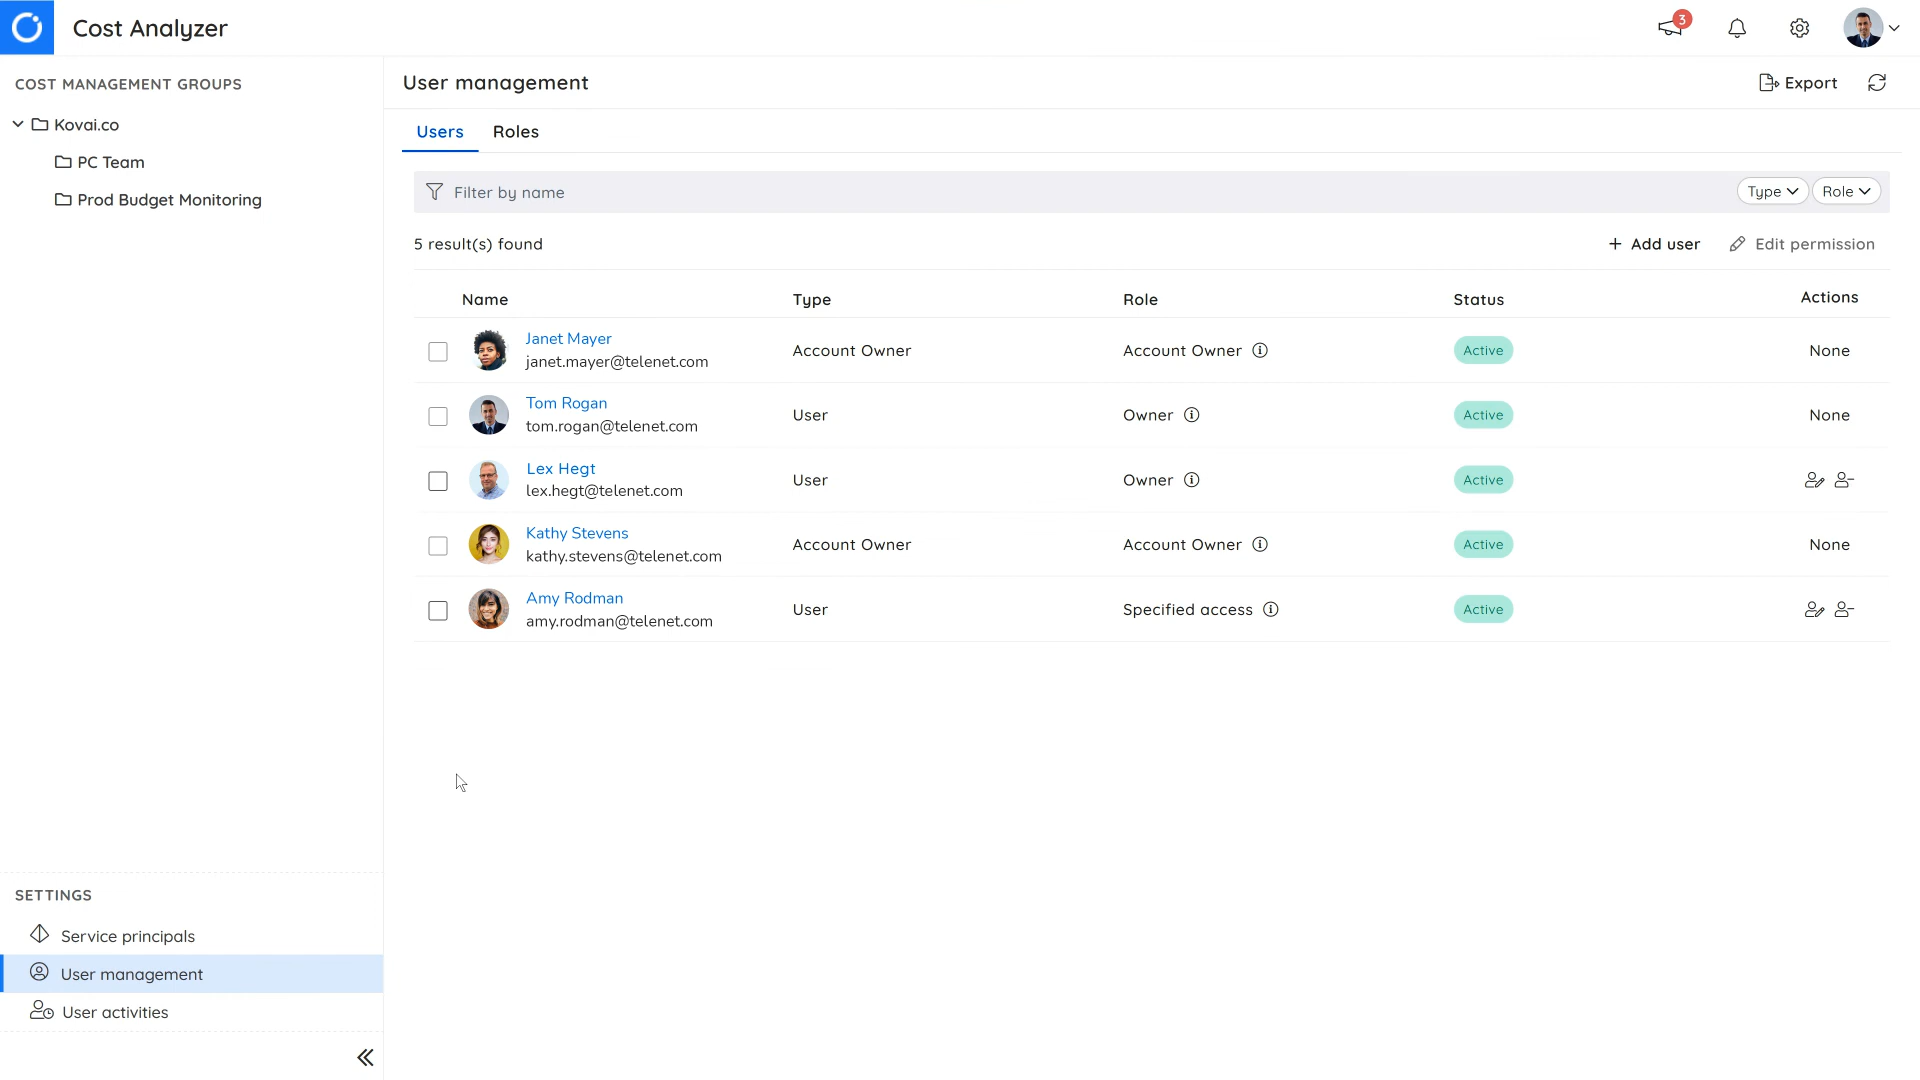 Cost Analyzer
3
COST MANAGEMENT GROUPS
Kovai.co
PC Team
Prod Budget Monitoring
User management
Export
Users Roles
Filter by name
Type Role
5 result(s) found
+ Add user Edit permission
Name Type Role Status Actions
Janet Mayer
janet.mayer@telenet.com
Account Owner Account Owner Active None
Tom Rogan
tom.rogan@telenet.com
User Owner Active None
Lex Hegt
lex.hegt@telenet.com
User Owner Active
Kathy Stevens
kathy.stevens@telenet.com
Account Owner Account Owner Active None
Amy Rodman
amy.rodman@telenet.com
User Specified access Active
SETTINGS
Service principals
User management
User activities